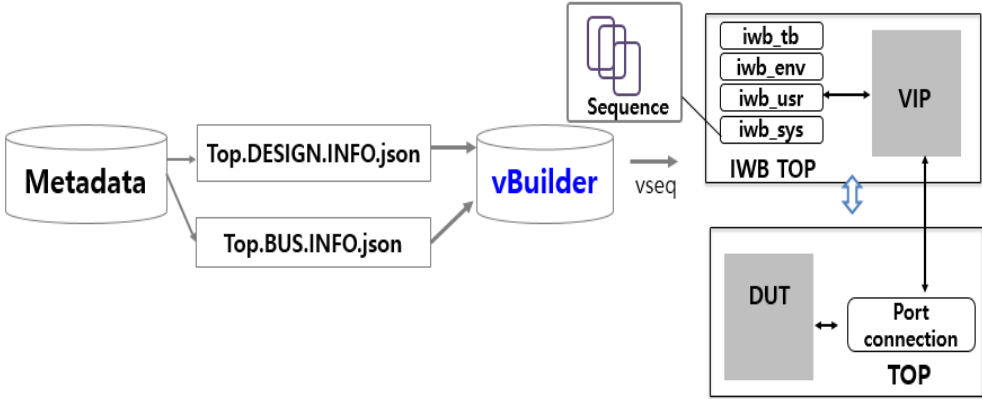 Metadata
Top.DESIGN.INFO.json
Top.BUS.INFO.json
vBuilder
vseq
Sequence
iwb_tb
iwb_env
iwb_usr
iwb_sys
VIP
IWB TOP
DUT
Port
connection
TOP